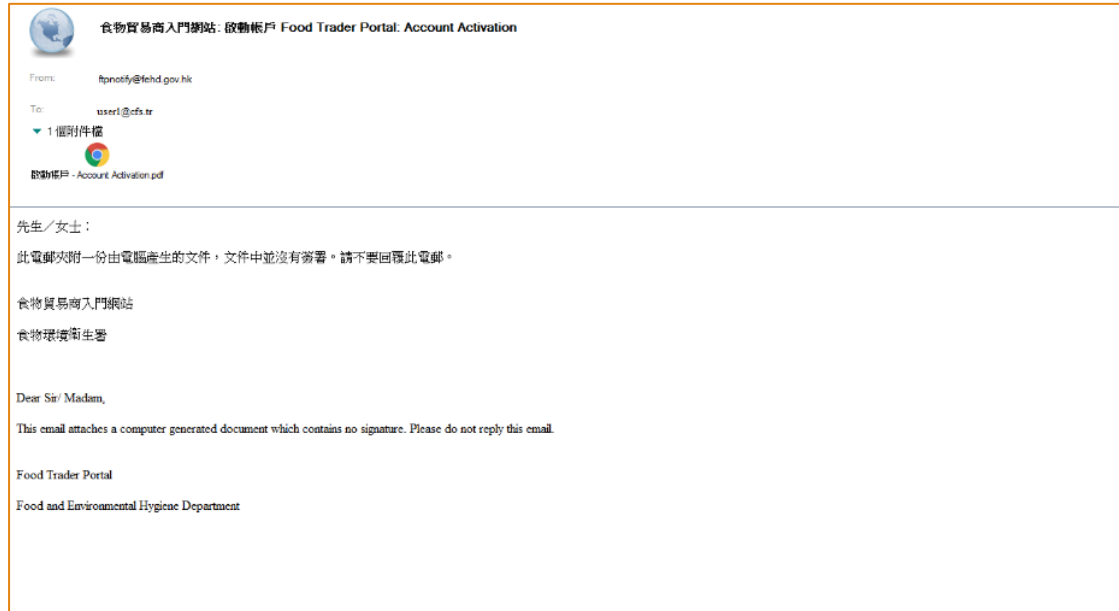 食物貿易商入門網站: 啟動帳戶 Food Trader Portal: Account Activation
From: ftpnotify@fehd.gov.hk
To: user1@cfs.tr
1 個附件檔
啟動帳戶 - Account Activation.pdf
先生／女士：
此電郵夾附一份由電腦產生的文件，文件中並沒有簽署。請不要回覆此電郵。
食物貿易商入門網站
食物環境衞生署
Dear Sir/ Madam,
This email attaches a computer generated document which contains no signature. Please do not reply this email.
Food Trader Portal
Food and Environmental Hygiene Department